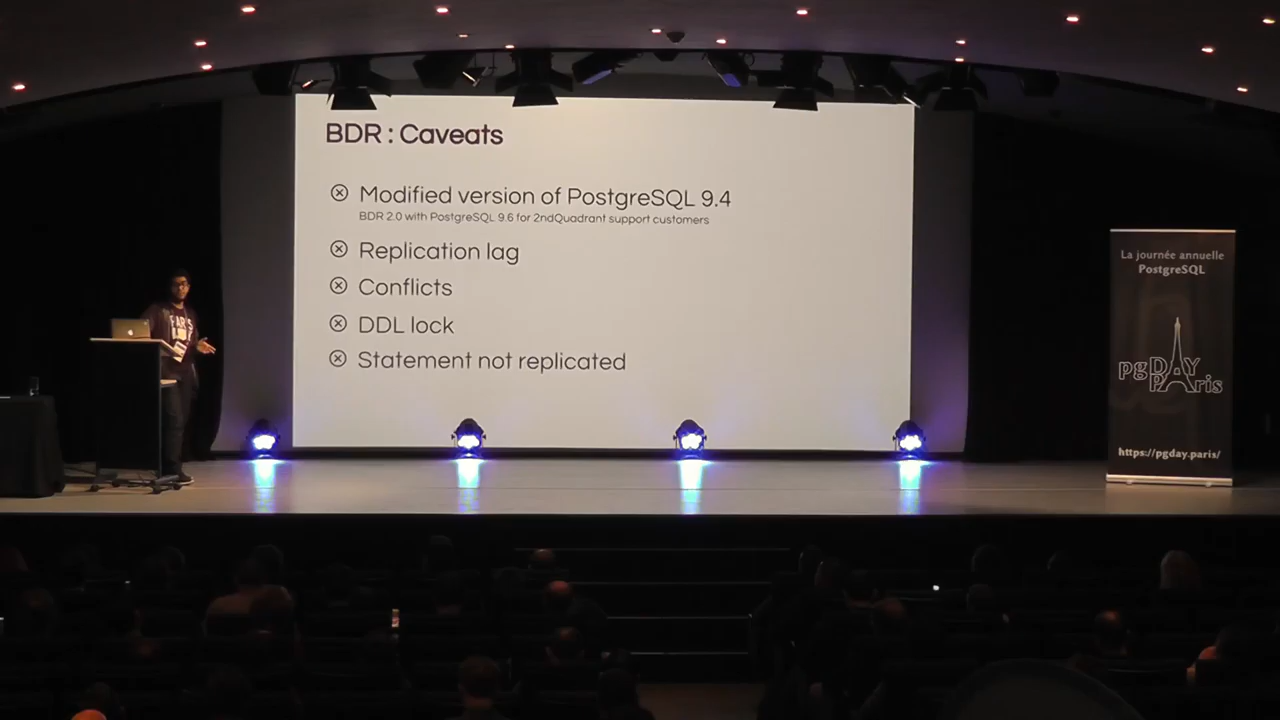 BDR : Caveats
Modified version of PostgreSQL 9.4
BDR 2.0 with PostgreSQL 9.6 for 2ndQuadrant support customers
Replication lag
Conflicts
DDL lock
Statement not replicated
La journée annuelle
PostgreSQL
pgDAY
PAris
https://pgday.paris/